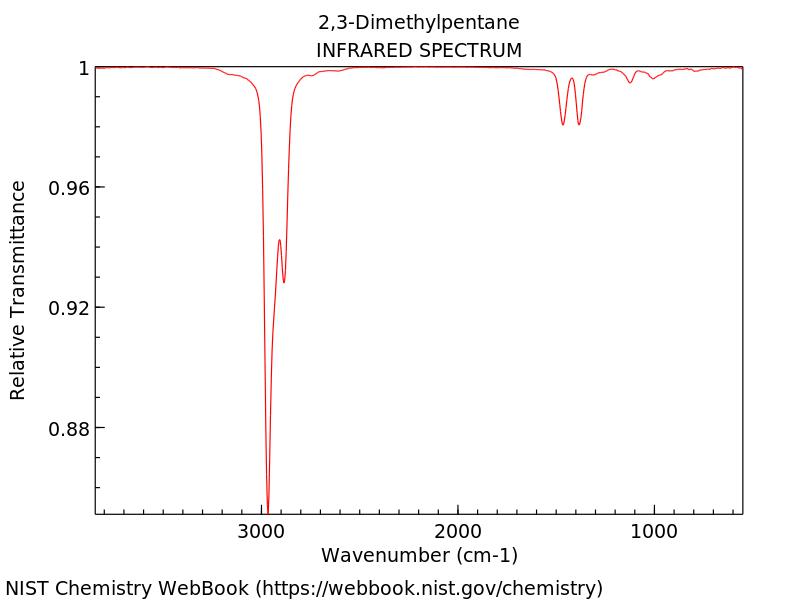 2,3-Dimethylpentane
INFRARED SPECTRUM
1
0.96
0.92
0.88
Relative Transmittance
3000 2000 1000
Wavenumber (cm-1)
NIST Chemistry WebBook (https://webbook.nist.gov/chemistry)